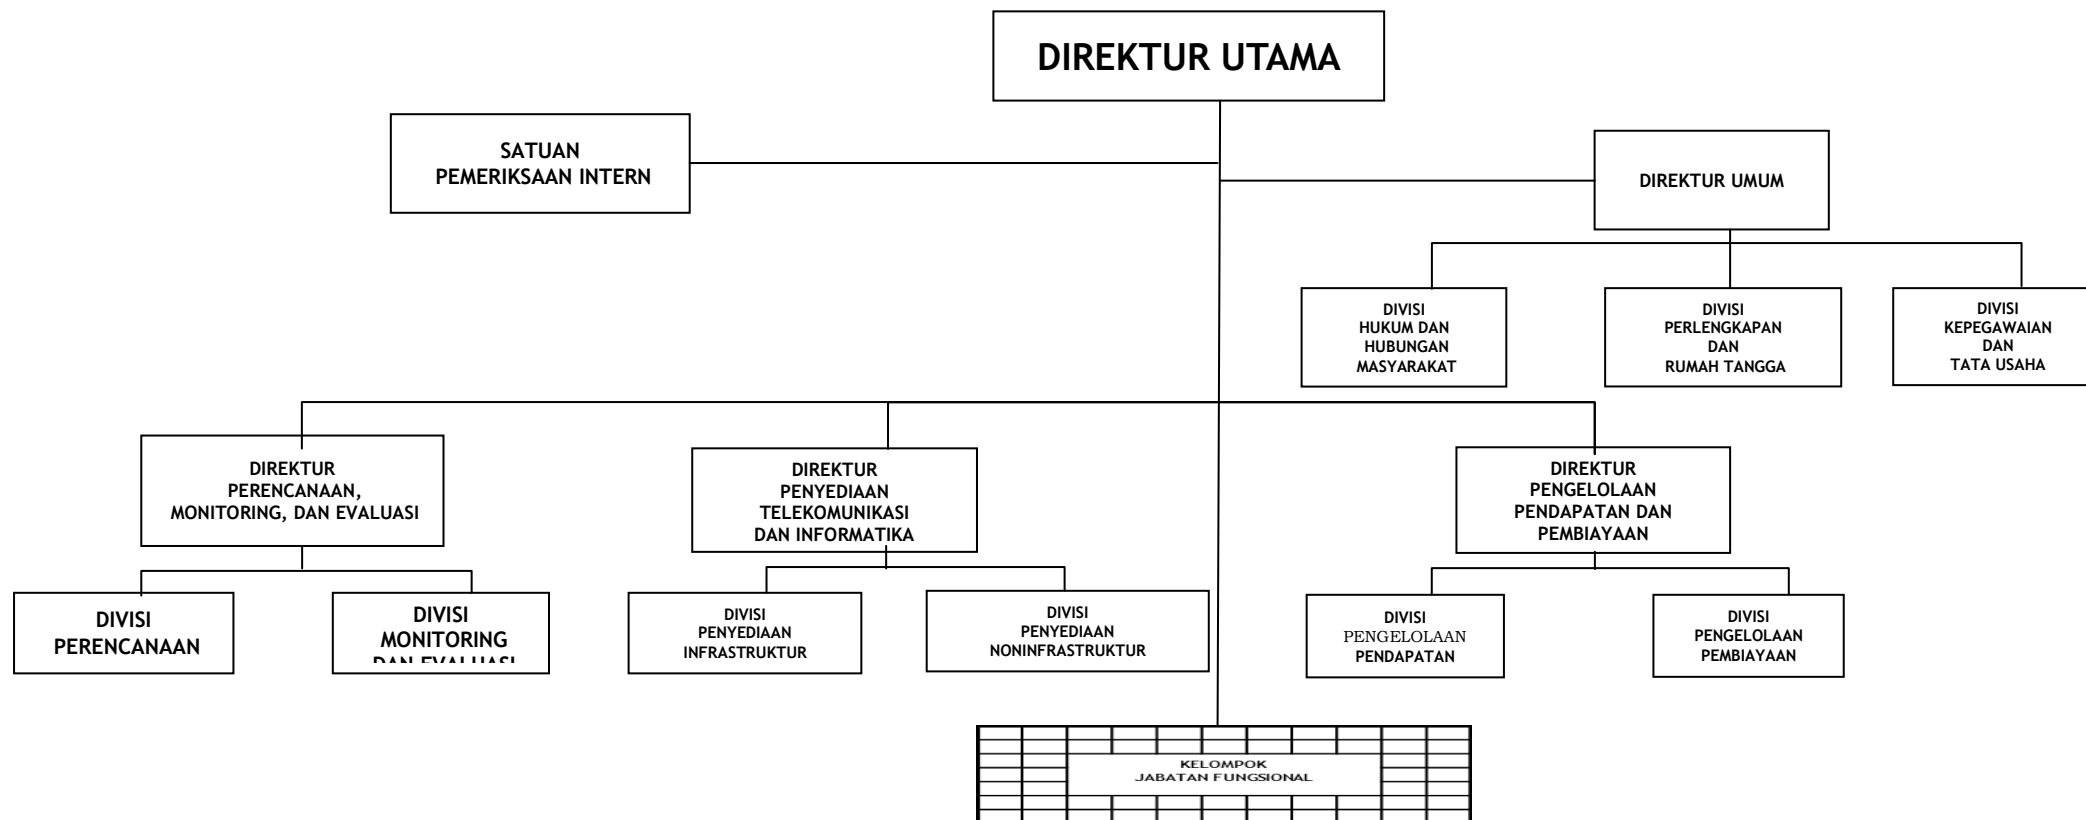 DIREKTUR UTAMA
SATUAN
PEMERIKSAAN INTERN
DIREKTUR UMUM
DIVISI
HUKUM DAN
HUBUNGAN
MASYARAKAT
DIVISI
PERLENGKAPAN
DAN
RUMAH TANGGA
DIVISI
KEPEGAWAIAN
DAN
TATA USAHA
DIREKTUR
PERENCANAAN,
MONITORING, DAN EVALUASI
DIREKTUR
PENYEDIAAN
TELEKOMUNIKASI
DAN INFORMATIKA
DIREKTUR
PENGELOLAAN
PENDAPATAN DAN
PEMBIAYAAN
DIVISI
PERENCANAAN
DIVISI
MONITORING
DAN EVALUASI
DIVISI
PENYEDIAAN
INFRASTRUKTUR
DIVISI
PENYEDIAAN
NONINFRASTRUKTUR
DIVISI
PENGELOLAAN
PENDAPATAN
DIVISI
PENGELOLAAN
PEMBIAYAAN
KELOMPOK
JABATAN FUNGSIONAL